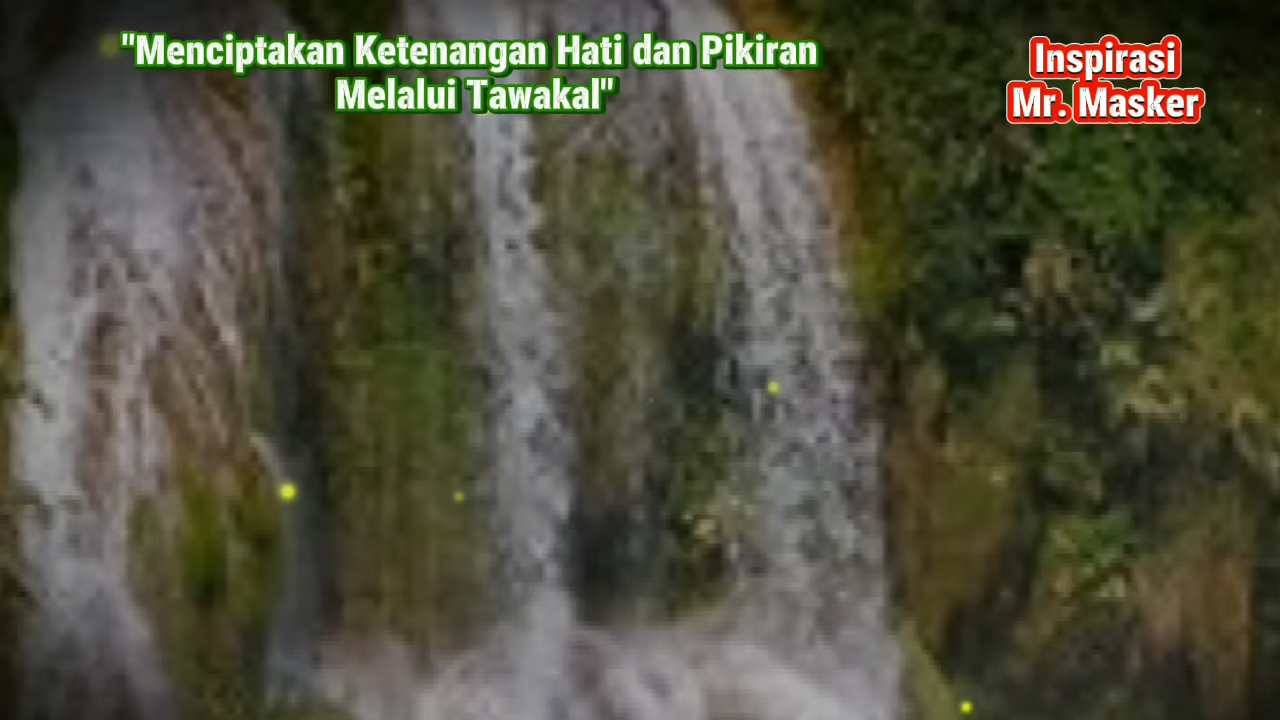 "Menciptakan Ketenangan Hati dan Pikiran
Melalui Tawakal"
Inspirasi
Mr. Masker